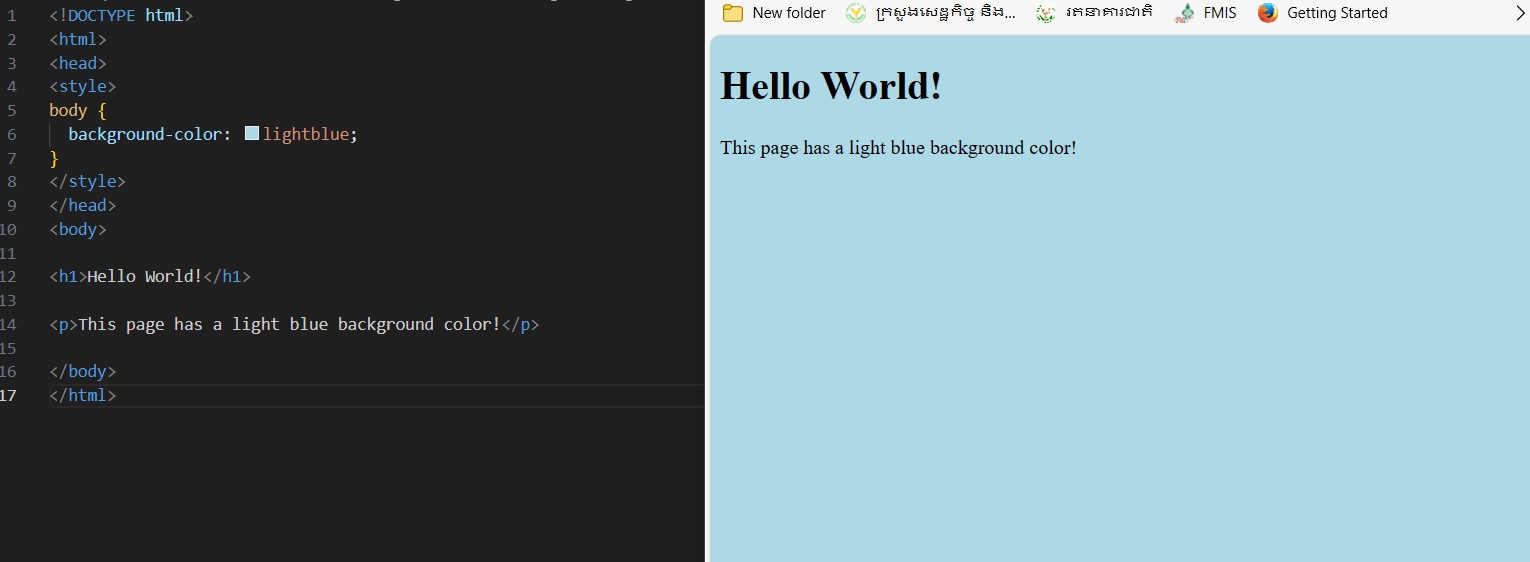 1 <!DOCTYPE html>
2 <html>
3 <head>
4 <style>
5 body {
6 background-color: lightblue;
7 }
8 </style>
9 </head>
10 <body>
11
12 <h1>Hello World!</h1>
13
14 <p>This page has a light blue background color!</p>
15
16 </body>
17 </html>
New folder ក្រសួងសេដ្ឋកិច្ច និង... រតនាគារជាតិ FMIS Getting Started
Hello World!
This page has a light blue background color!